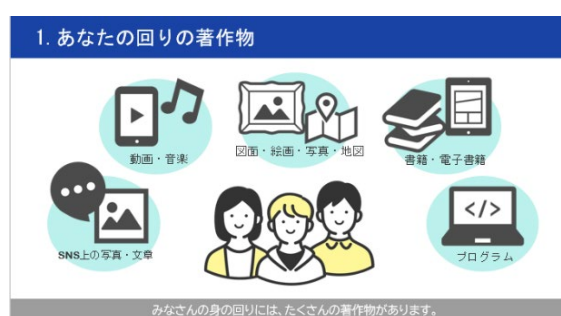 1. あなたの回りの著作物
動画・音楽
図面・絵画・写真・地図
書籍・電子書籍
SNS上の写真・文章
</>
プログラム
みなさんの身の回りには、たくさんの著作物があります。